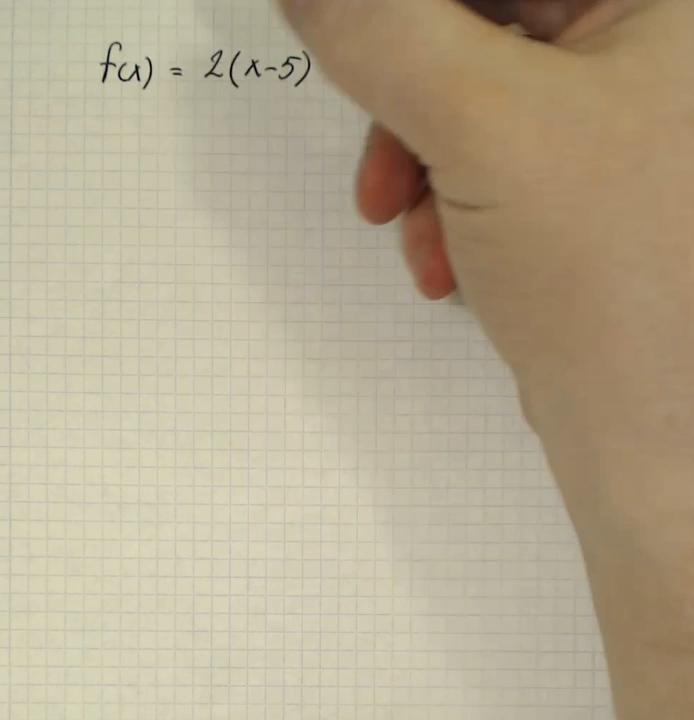 f(x) = 2(x-5)